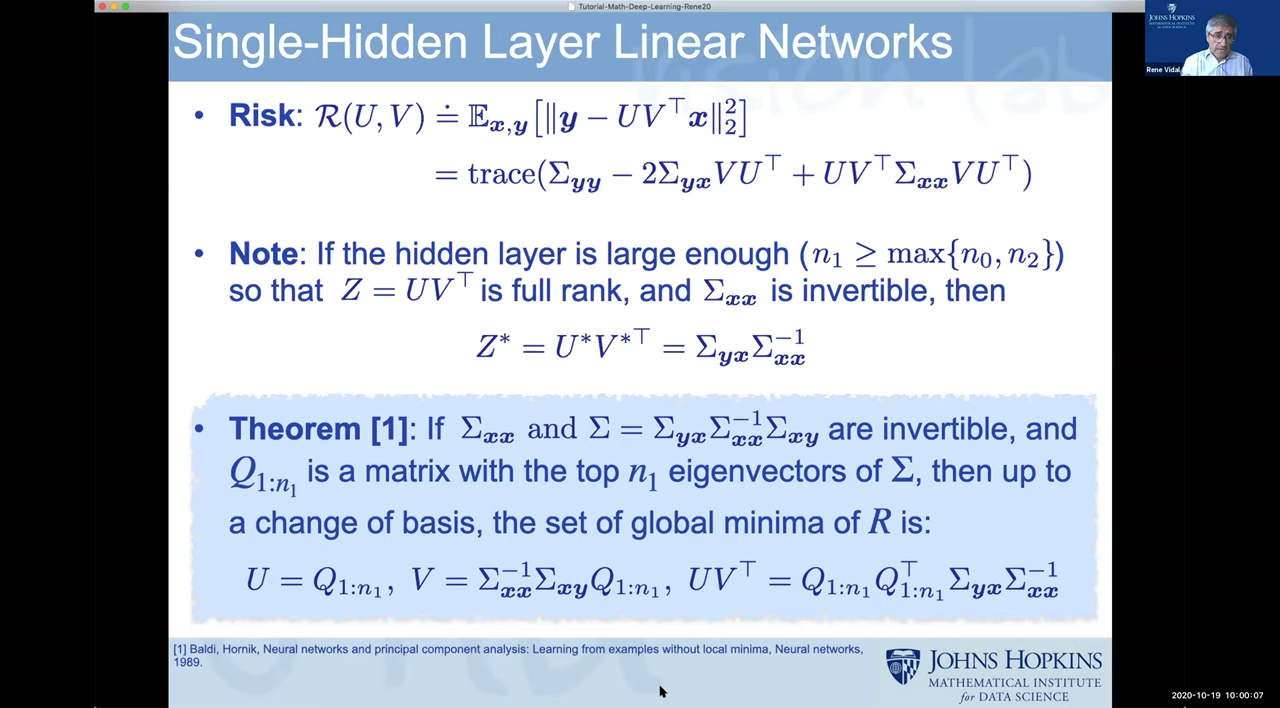 Tutorial-Math-Deep-Learning-Rene20
Single-Hidden Layer Linear Networks
JOHNS HOPKINS
MATHEMATICAL INSTITUTE
for DATA SCIENCE
Rene Vidal
• Risk: ℛ(U, V) ≐ 𝔼_{x,y}[‖y − UV^⊤x‖²₂]
= trace(Σ_{yy} − 2Σ_{yx}VU^⊤ + UV^⊤Σ_{xx}VU^⊤)
• Note: If the hidden layer is large enough (n₁ ≥ max{n₀, n₂})
so that Z = UV^⊤ is full rank, and Σ_{xx} is invertible, then
Z* = U*V*^⊤ = Σ_{yx}Σ_{xx}^{−1}
• Theorem [1]: If Σ_{xx} and Σ = Σ_{yx}Σ_{xx}^{−1}Σ_{xy} are invertible, and
Q_{1:n₁} is a matrix with the top n₁ eigenvectors of Σ, then up to
a change of basis, the set of global minima of R is:
U = Q_{1:n₁}, V = Σ_{xx}^{−1}Σ_{xy}Q_{1:n₁}, UV^⊤ = Q_{1:n₁}Q_{1:n₁}^⊤Σ_{yx}Σ_{xx}^{−1}
[1] Baldi, Hornik, Neural networks and principal component analysis: Learning from examples without local minima, Neural networks,
1989.
JOHNS HOPKINS
MATHEMATICAL INSTITUTE
for DATA SCIENCE
2020-10-19 10:00:07